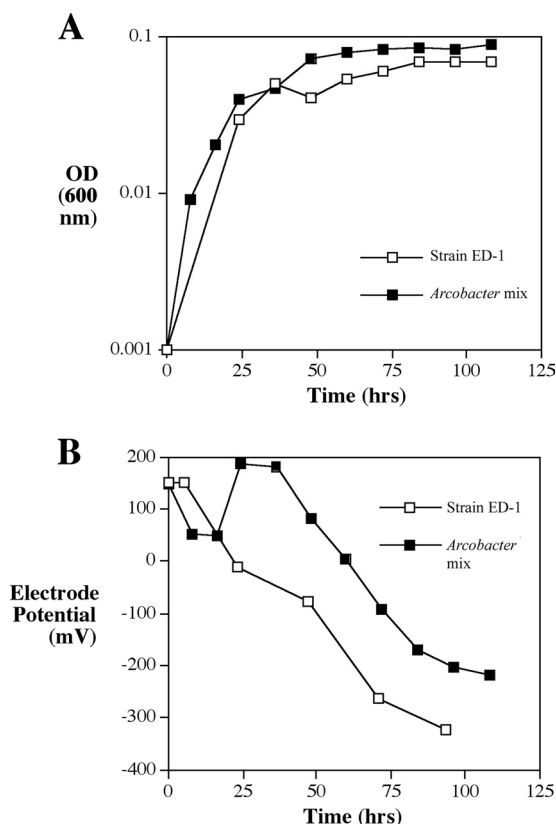 A
0.1
0.01
0.001
OD
(600
nm)
Strain ED-1
Arcobacter mix
0 25 50 75 100 125
Time (hrs)
B
200
100
0
-100
-200
-300
-400
Electrode
Potential
(mV)
Strain ED-1
Arcobacter
mix
0 25 50 75 100 125
Time (hrs)